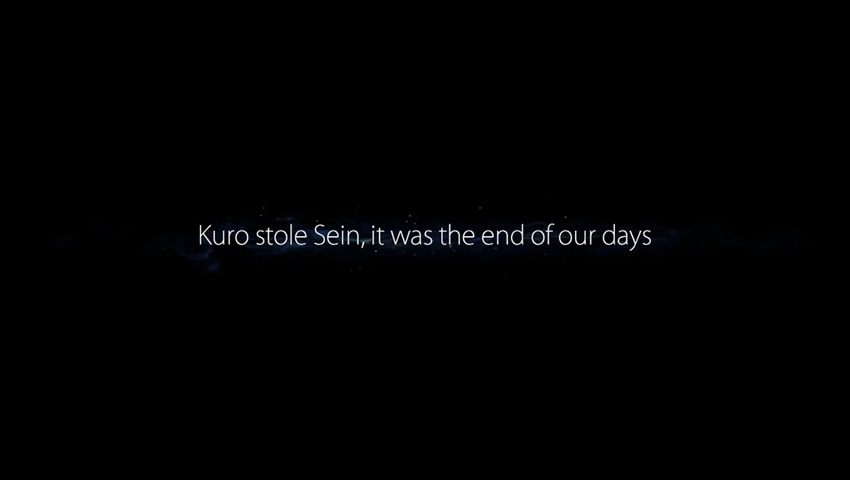 Kuro stole Sein, it was the end of our days